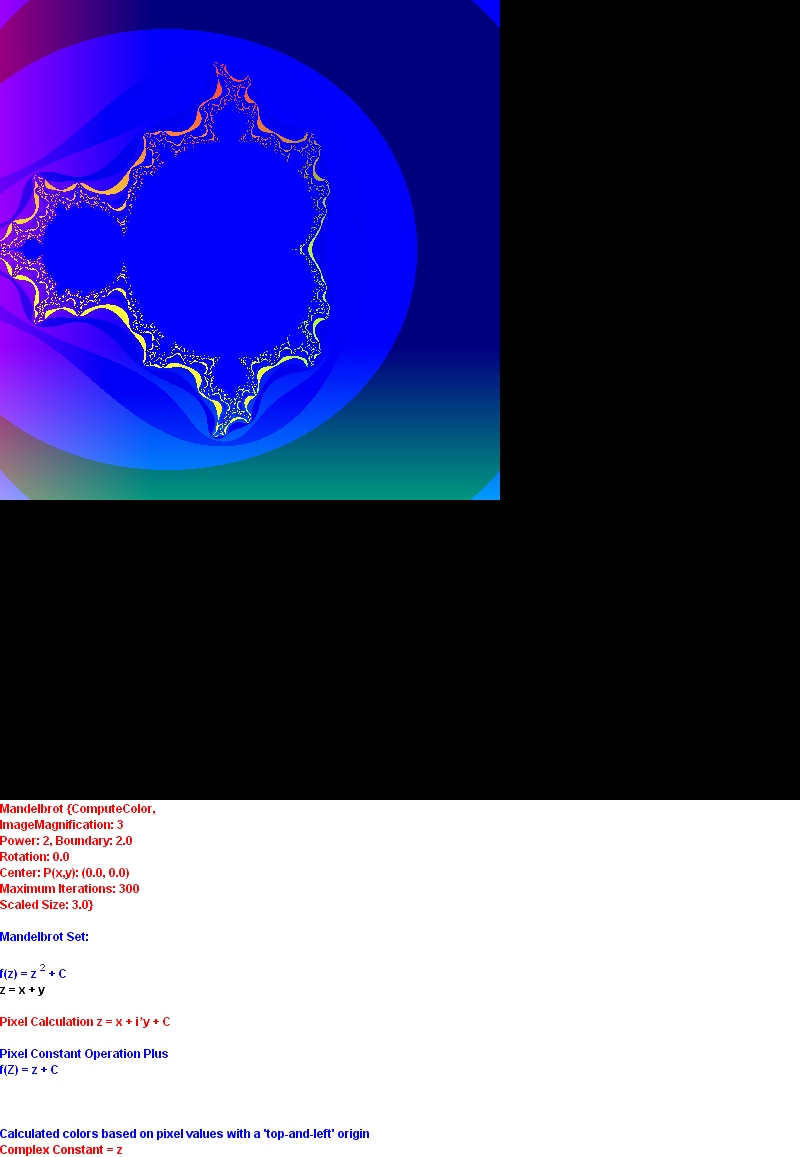 Mandelbrot {ComputeColor,
ImageMagnification: 3
Power: 2, Boundary: 2.0
Rotation: 0.0
Center: P(x,y): (0.0, 0.0)
Maximum Iterations: 300
Scaled Size: 3.0}
Mandelbrot Set:
f(z) = z ² + C
z = x + y
Pixel Calculation z = x + i*y + C
Pixel Constant Operation Plus
f(Z) = z + C
Calculated colors based on pixel values with a 'top-and-left' origin
Complex Constant = z